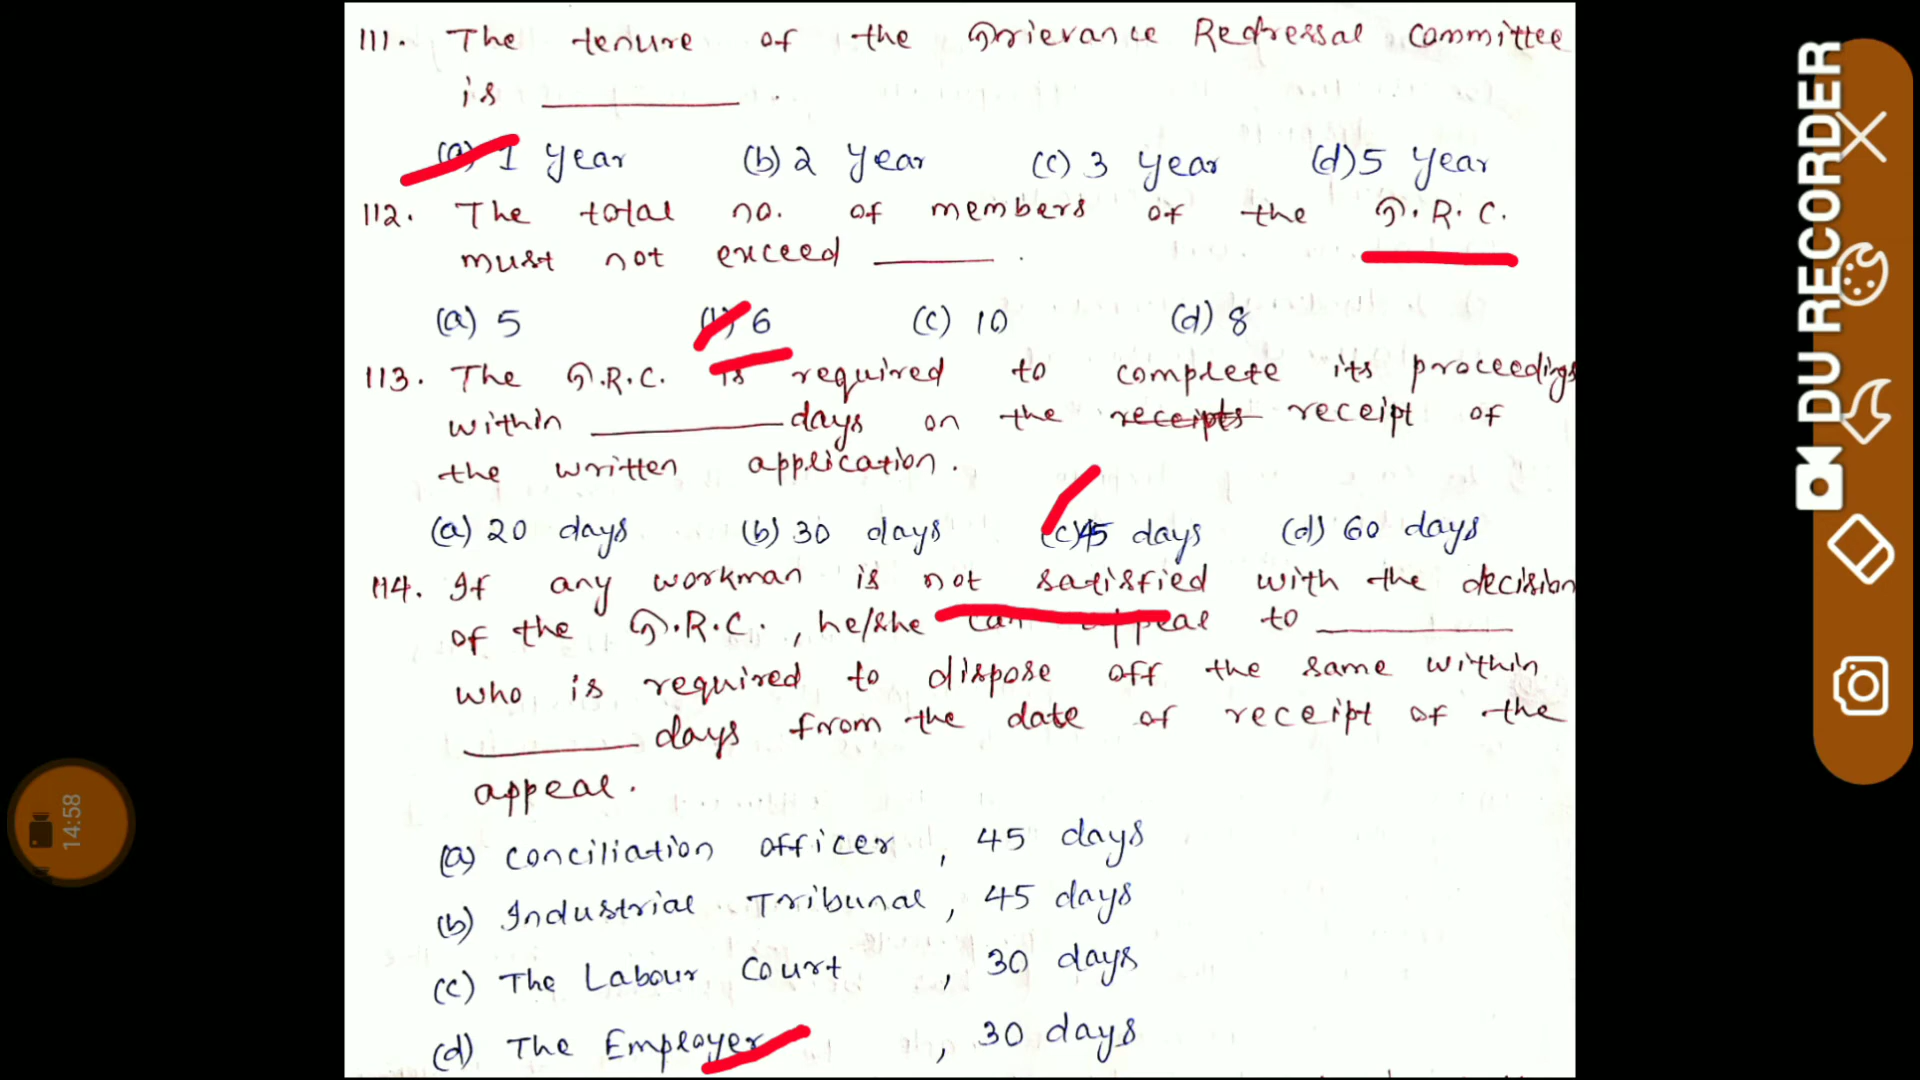 111. The tenure of the Grievance Redressal committee
is ________ .
(a) 1 year (b) 2 year (c) 3 year (d) 5 year
112. The total no. of members of the G.R.C.
must not exceed ______ .
(a) 5 (b) 6 (c) 10 (d) 8
113. The G.R.C. is required to complete its proceedings
within ________ days on the receipts receipt of
the written application.
(a) 20 days (b) 30 days (c) 45 days (d) 60 days
114. If any workman is not satisfied with the decision
of the G.R.C., he/she can appeal to ________
who is required to dispose off the same within
________ days from the date of receipt of the
appeal.
(a) conciliation officer, 45 days
(b) Industrial Tribunal, 45 days
(c) The Labour Court, 30 days
(d) The Employer, 30 days
DU RECORDER
14:58